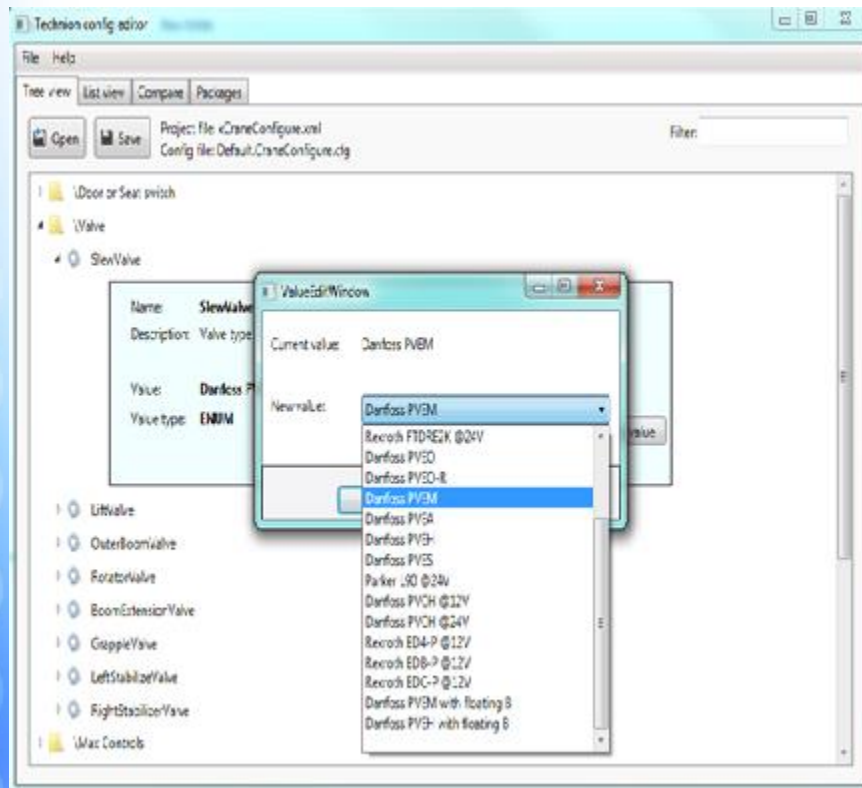 Technion config editor
File Help
Tree view List view Compare Packages
Open Save Project file: xCraneConfigure.xml Filter:
Config file: Default.CraneConfigure.cfg
\Door or Seat switch
\Valve
SlewValve
Name: SlewValve
Description: Valve type
Value: Danfoss
Value type: ENUM
ValueEditWindow
Current value: Danfoss PVEM
New value: Danfoss PVEM
Rexroth FTDRE2K @24V
Danfoss PVEO
Danfoss PVEO-R
Danfoss PVEM
Danfoss PVEA
Danfoss PVEH
Danfoss PVES
Parker L90 @24V
Danfoss PVCH @12V
Danfoss PVCH @24V
Rexroth ED4-P @12V
Rexroth EDB-P @12V
Rexroth EDC-P @12V
Danfoss PVEM with floating B
Danfoss PVEH with floating B
value
LiftValve
OuterBoomValve
RotatorValve
BoomExtensionValve
GrappleValve
LeftStabilizerValve
RightStabilizerValve
\Mac Controls